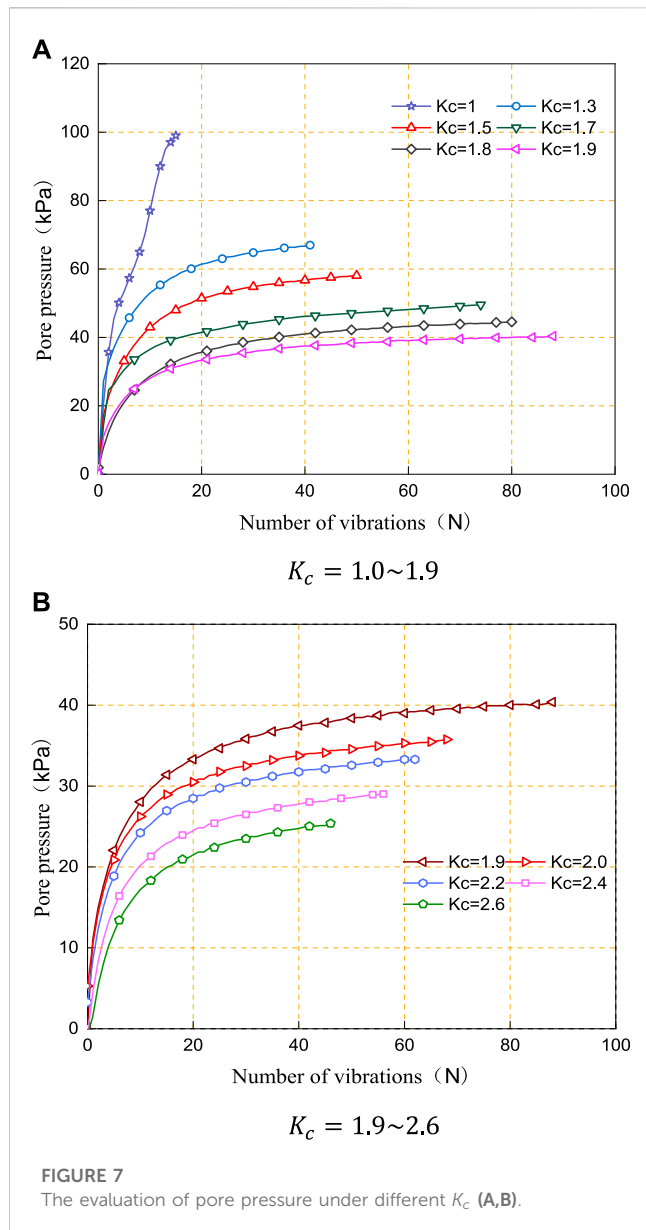 A
120
100
80
60
40
20
0
Pore pressure（kPa）
Kc=1 Kc=1.3
Kc=1.5 Kc=1.7
Kc=1.8 Kc=1.9
0 20 40 60 80 100
Number of vibrations（N）
K_c = 1.0~1.9
B
50
40
30
20
10
0
Pore pressure（kPa）
Kc=1.9 Kc=2.0
Kc=2.2 Kc=2.4
Kc=2.6
0 20 40 60 80 100
Number of vibrations（N）
K_c = 1.9~2.6
FIGURE 7
The evaluation of pore pressure under different K_c (A,B).